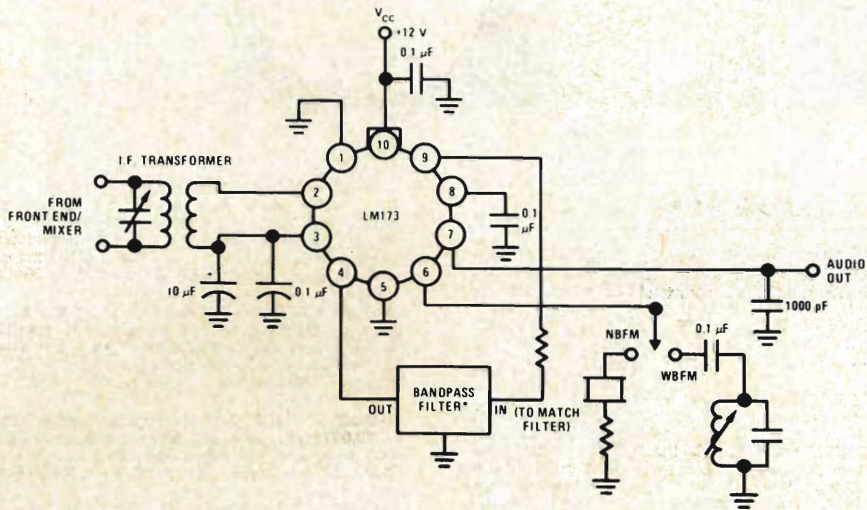 VCC
+12 V
0.1 µF
I.F. TRANSFORMER
FROM
FRONT END/
MIXER
1
10
9
2
8
LM173
3
7
4
5
6
10 µF
+
0.1 µF
0.1
µF
AUDIO
OUT
1000 pF
NBFM
WBFM
0.1 µF
OUT
BANDPASS
FILTER*
IN
(TO MATCH
FILTER)